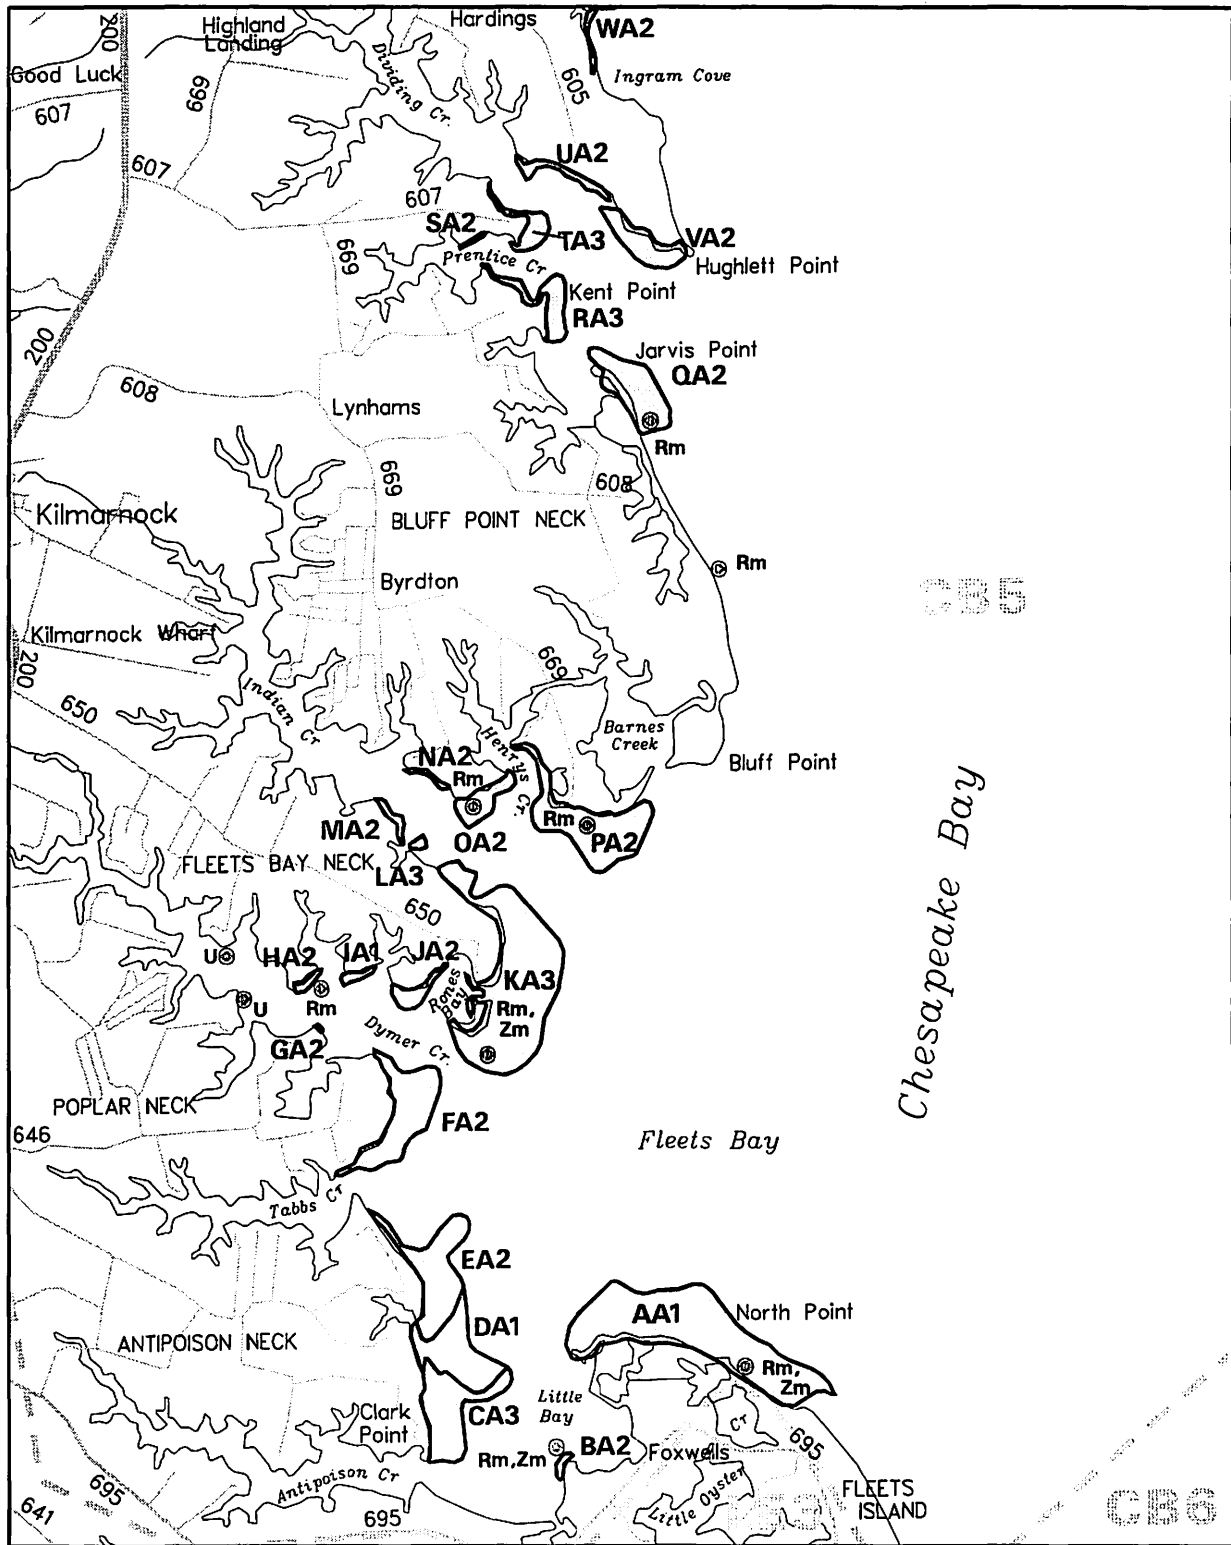 Highland
Landing
Hardings
WA2
Ingram Cove
200
Good Luck
607
699
Dividing Cr.
605
607
UA2
607
SA2
TA3
VA2
Hughlett Point
669
Prentice Cr
Kent Point
RA3
200
Jarvis Point
QA2
608
Lynhams
Rm
669
608
Kilmarnock
BLUFF POINT NECK
Rm
Byrdton
CB5
Kilmarnock Wharf
200
669
650
Indian Cr
Henrys Cr.
Barnes
Creek
NA2
Rm
Bluff Point
MA2
OA2
Rm
PA2
FLEETS BAY NECK
LA3
650
Chesapeake Bay
U
HA2
IA1
JA2
KA3
Rones
Bay
Rm,
Zm
U
Rm
Dymer Cr.
GA2
POPLAR NECK
FA2
646
Fleets Bay
Tabbs Cr
EA2
AA1
North Point
DA1
ANTIPOISON NECK
Rm,
Zm
Little
Bay
Clark
Point
CA3
Cr
695
Rm,Zm
BA2
Foxwells
Antipoison Cr
Little Oyster
FLEETS
ISLAND
695
641
695
CB6